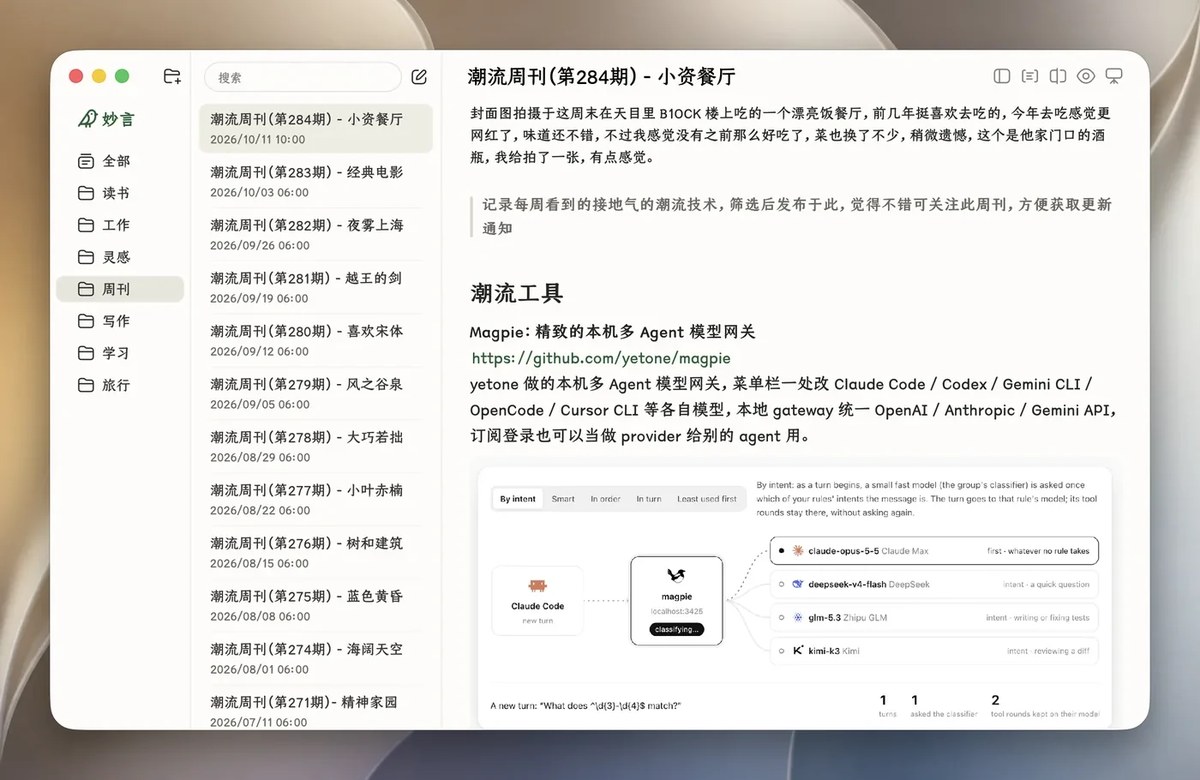 搜索
妙言
全部
读书
工作
灵感
周刊
写作
学习
旅行
潮流周刊(第284期) - 小资餐厅
2026/10/11 10:00
潮流周刊(第283期) - 经典电影
2026/10/03 06:00
潮流周刊(第282期) - 夜雾上海
2026/09/26 06:00
潮流周刊(第281期) - 越王的剑
2026/09/19 06:00
潮流周刊(第280期) - 喜欢宋体
2026/09/12 06:00
潮流周刊(第279期) - 风之谷泉
2026/09/05 06:00
潮流周刊(第278期) - 大巧若拙
2026/08/29 06:00
潮流周刊(第277期) - 小叶赤楠
2026/08/22 06:00
潮流周刊(第276期) - 树和建筑
2026/08/15 06:00
潮流周刊(第275期) - 蓝色黄昏
2026/08/08 06:00
潮流周刊(第274期) - 海阔天空
2026/08/01 06:00
潮流周刊(第271期)- 精神家园
2026/07/11 06:00
潮流周刊(第284期) - 小资餐厅
封面图拍摄于这周末在天目里 B1OCK 楼上吃的一个漂亮饭餐厅，前几年挺喜欢去吃的，今年去吃感觉更
网红了，味道还不错，不过我感觉没有之前那么好吃了，菜也换了不少，稍微遗憾，这个是他家门口的酒
瓶，我给拍了一张，有点感觉。
记录每周看到的接地气的潮流技术，筛选后发布于此，觉得不错可关注此周刊，方便获取更新
通知
潮流工具
Magpie：精致的本机多 Agent 模型网关
https://github.com/yetone/magpie
yetone 做的本机多 Agent 模型网关，菜单栏一处改 Claude Code / Codex / Gemini CLI /
OpenCode / Cursor CLI 等各自模型，本地 gateway 统一 OpenAI / Anthropic / Gemini API，
订阅登录也可以当做 provider 给别的 agent 用。
By intent Smart In order In turn Least used first
By intent: as a turn begins, a small fast model (the group's classifier) is asked once
which of your rules' intents the message is. The turn goes to that rule's model; its tool
rounds stay there, without asking again.
Claude Code
new turn
magpie
localhost:3425
classifying...
claude-opus-5-5 Claude Max first · whatever no rule takes
deepseek-v4-flash DeepSeek intent · a quick question
glm-5.3 Zhipu GLM intent · writing or fixing tests
kimi-k3 Kimi intent · reviewing a diff
A new turn: "What does ^\d{3}-\d{4}$ match?"
1 turns
1 asked the classifier
2 tool rounds kept on their model